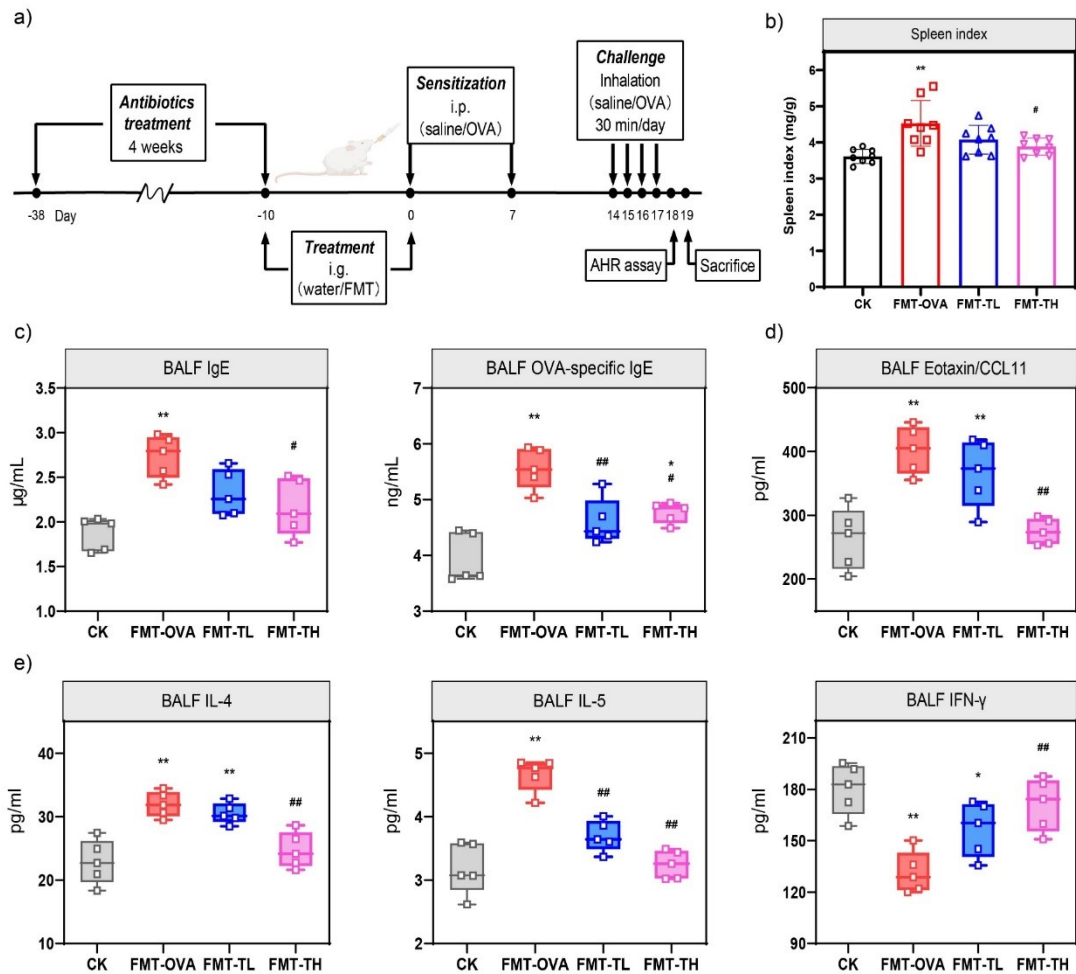 a)
Antibiotics
treatment
4 weeks
Sensitization
i.p.
(saline/OVA)
Challenge
Inhalation
(saline/OVA)
30 min/day
-38 Day -10 0 7 14 15 16 17 18 19
Treatment
i.g.
(water/FMT)
AHR assay
Sacrifice
b)
Spleen index
Spleen index (mg/g)
6
5
4
3
2
1
0
**
#
CK FMT-OVA FMT-TL FMT-TH
c)
BALF IgE
μg/mL
3.5
3.0
2.5
2.0
1.5
1.0
**
#
CK FMT-OVA FMT-TL FMT-TH
BALF OVA-specific IgE
ng/mL
7
6
5
4
3
**
##
*
#
CK FMT-OVA FMT-TL FMT-TH
d)
BALF Eotaxin/CCL11
pg/ml
500
400
300
200
** **
##
CK FMT-OVA FMT-TL FMT-TH
e)
BALF IL-4
pg/ml
40
30
20
10
** **
##
CK FMT-OVA FMT-TL FMT-TH
BALF IL-5
pg/ml
5
4
3
2
**
##
##
CK FMT-OVA FMT-TL FMT-TH
BALF IFN-γ
pg/ml
210
180
150
120
90
**
*
##
CK FMT-OVA FMT-TL FMT-TH